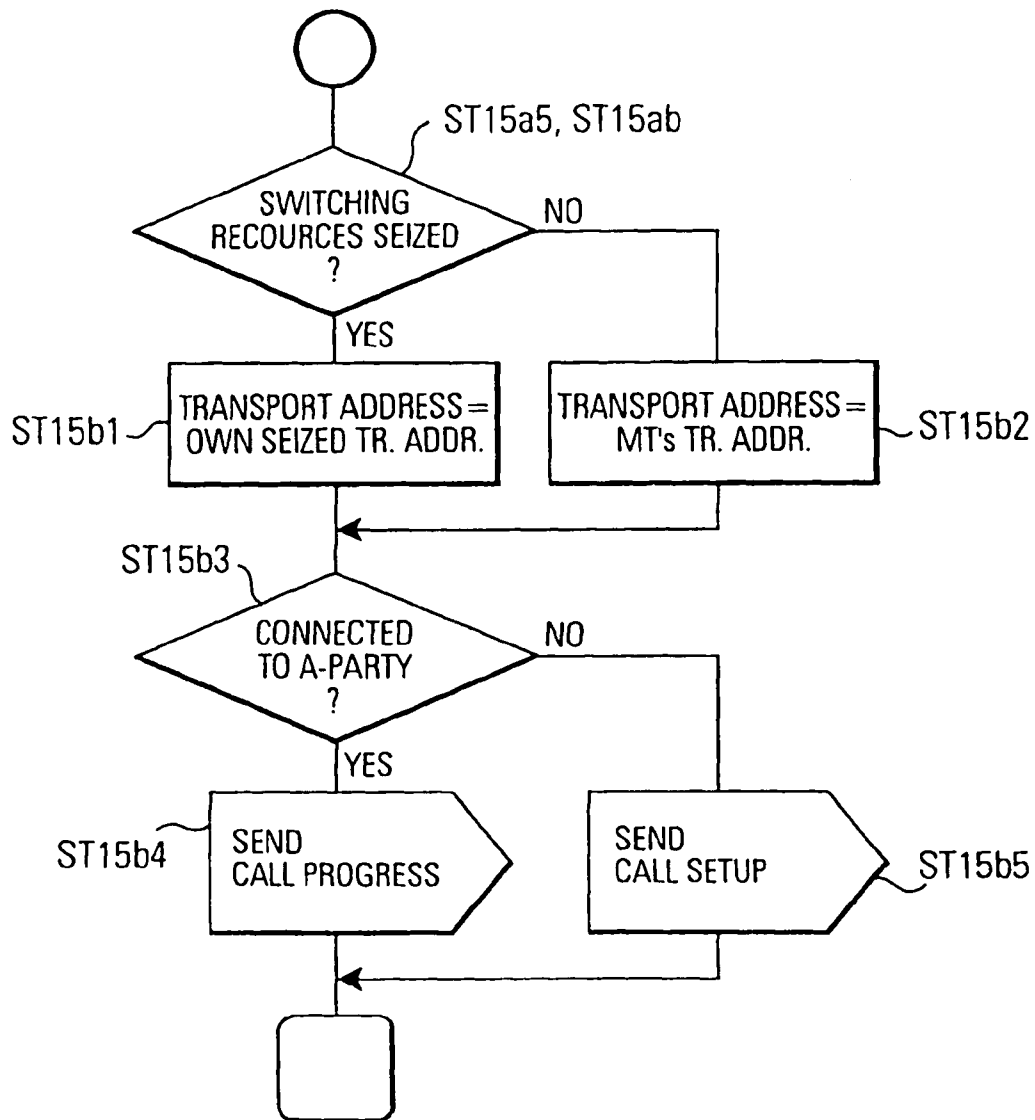 ST15a5, ST15ab
SWITCHING
RECOURCES SEIZED
?
NO
YES
TRANSPORT ADDRESS =
OWN SEIZED TR. ADDR.
ST15b1
TRANSPORT ADDRESS =
MT's TR. ADDR.
ST15b2
ST15b3
CONNECTED
TO A-PARTY
?
NO
YES
SEND
CALL PROGRESS
ST15b4
SEND
CALL SETUP
ST15b5